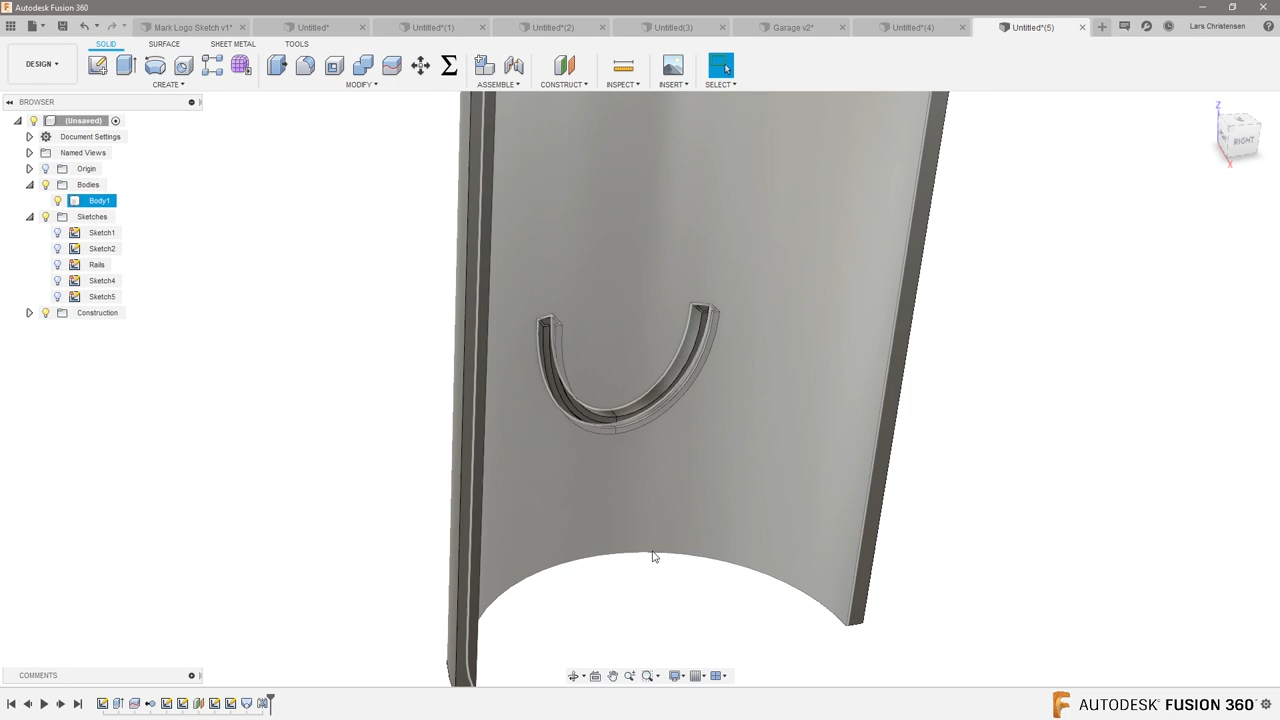 Autodesk Fusion 360
Mark Logo Sketch v1*
Untitled*
Untitled*(1)
Untitled*(2)
Untitled(3)
Garage v2*
Untitled*(4)
Untitled*(5)
Lars Christensen
SOLID
SURFACE
SHEET METAL
TOOLS
DESIGN
CREATE
MODIFY
ASSEMBLE
CONSTRUCT
INSPECT
INSERT
SELECT
BROWSER
(Unsaved)
Document Settings
Named Views
Origin
Bodies
Body1
Sketches
Sketch1
Sketch2
Rails
Sketch4
Sketch5
Construction
Z
RIGHT
X
COMMENTS
AUTODESK FUSION 360°